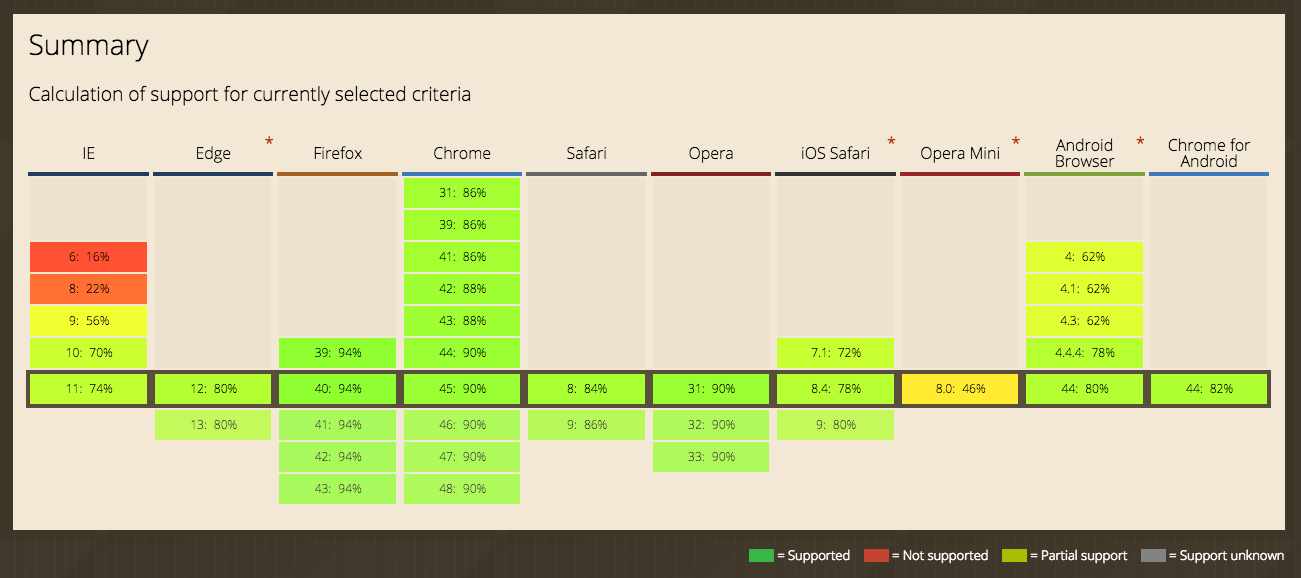 Summary
Calculation of support for currently selected criteria
IE Edge * Firefox Chrome Safari Opera iOS Safari * Opera Mini * Android Browser * Chrome for Android
31: 86%
39: 86%
6: 16% 41: 86% 4: 62%
8: 22% 42: 88% 4.1: 62%
9: 56% 43: 88% 4.3: 62%
10: 70% 39: 94% 44: 90% 7.1: 72% 4.4.4: 78%
11: 74% 12: 80% 40: 94% 45: 90% 8: 84% 31: 90% 8.4: 78% 8.0: 46% 44: 80% 44: 82%
13: 80% 41: 94% 46: 90% 9: 86% 32: 90% 9: 80%
42: 94% 47: 90% 33: 90%
43: 94% 48: 90%
= Supported = Not supported = Partial support = Support unknown